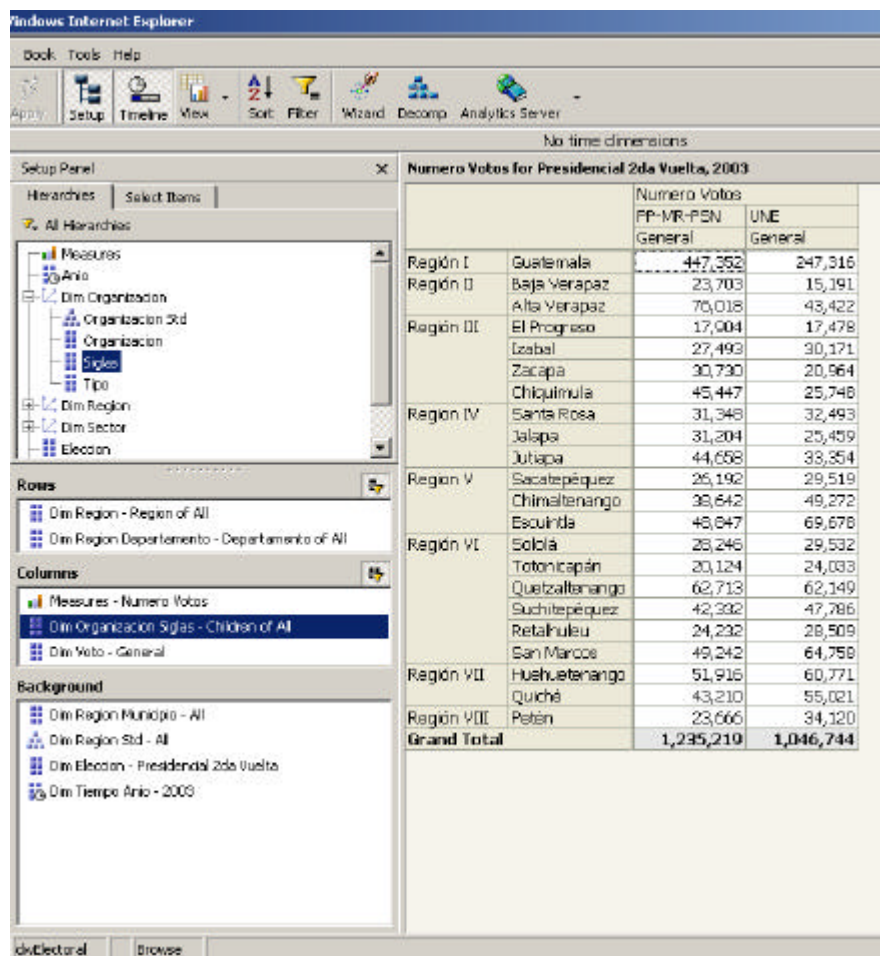 Windows Internet Explorer
Book Tools Help
Apply Setup Timeline View Sort Filter Wizard Decomp Analytics Server
No time dimensions
Setup Panel
Hierarchies Select Items
All Hierarchies
Measures
Anio
Dim Organizacion
Organizacion Std
Organizacion
Siglas
Tipo
Dim Region
Dim Sector
Eleccion
Rows
Dim Region - Region of All
Dim Region Departamento - Departamento of All
Columns
Measures - Numero Votos
Dim Organizacion Siglas - Children of All
Dim Voto - General
Background
Dim Region Municipio - All
Dim Region Std - All
Dim Eleccion - Presidencial 2da Vuelta
Dim Tiempo Anio - 2003
Numero Votos for Presidencial 2da Vuelta, 2003
Numero Votos
PP-MR-PSN UNE
General General
Región I Guatemala 447,352 247,316
Región II Baja Verapaz 23,703 15,191
Alta Verapaz 76,018 43,422
Región III El Progreso 17,904 17,478
Izabal 27,493 30,171
Zacapa 30,730 20,964
Chiquimula 45,447 25,748
Region IV Santa Rosa 31,348 32,493
Jalapa 31,204 25,459
Jutiapa 44,658 33,354
Region V Sacatepéquez 26,192 29,519
Chimaltenango 38,642 49,272
Escuintla 48,847 69,678
Región VI Sololá 28,246 29,532
Totonicapán 20,124 24,033
Quetzaltenango 62,713 62,149
Suchitepéquez 42,332 47,786
Retalhuleu 24,232 28,509
San Marcos 49,242 64,758
Región VII Huehuetenango 51,916 60,771
Quiché 43,210 55,021
Región VIII Petén 23,666 34,120
Grand Total 1,235,219 1,046,744
Browse